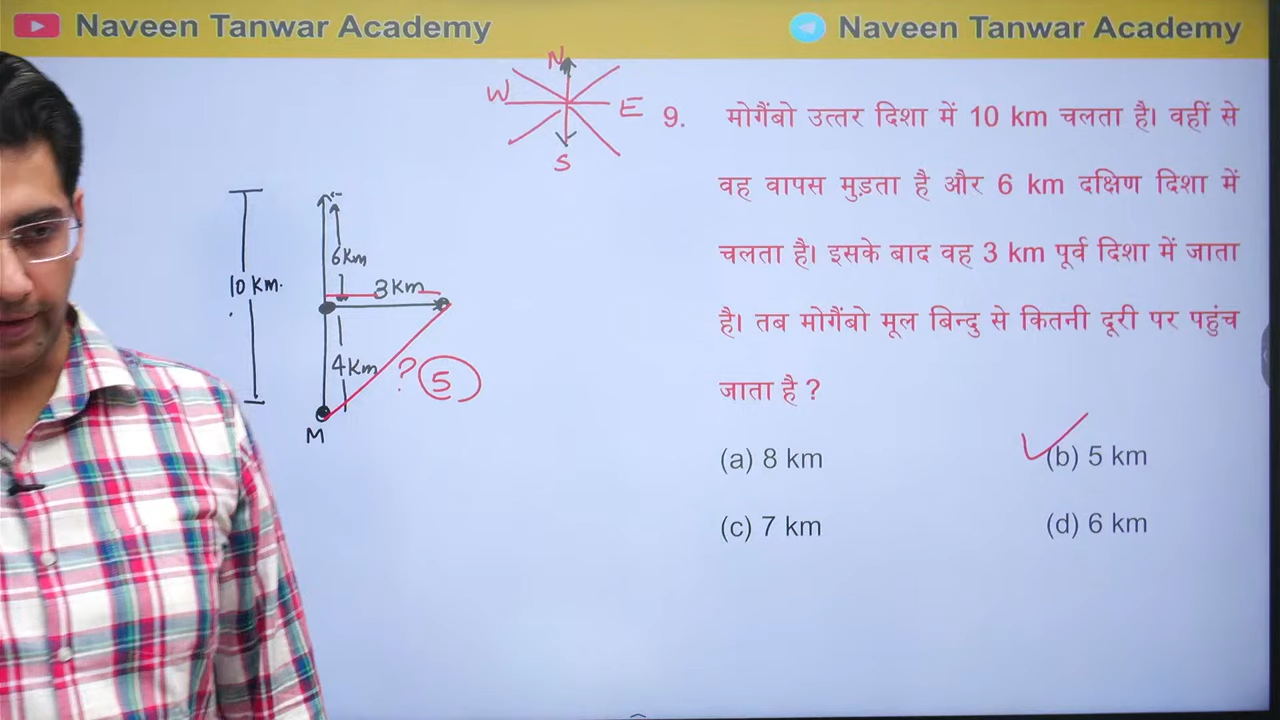 Naveen Tanwar Academy
Naveen Tanwar Academy
N
W
E
S
9. मोगैंबो उत्तर दिशा में 10 km चलता है। वहीं से
वह वापस मुड़ता है और 6 km दक्षिण दिशा में
चलता है। इसके बाद वह 3 km पूर्व दिशा में जाता
है। तब मोगैंबो मूल बिन्दु से कितनी दूरी पर पहुंच
जाता है ?
(a) 8 km
(b) 5 km
(c) 7 km
(d) 6 km
6km
10 km.
3km
4km
? 5
M